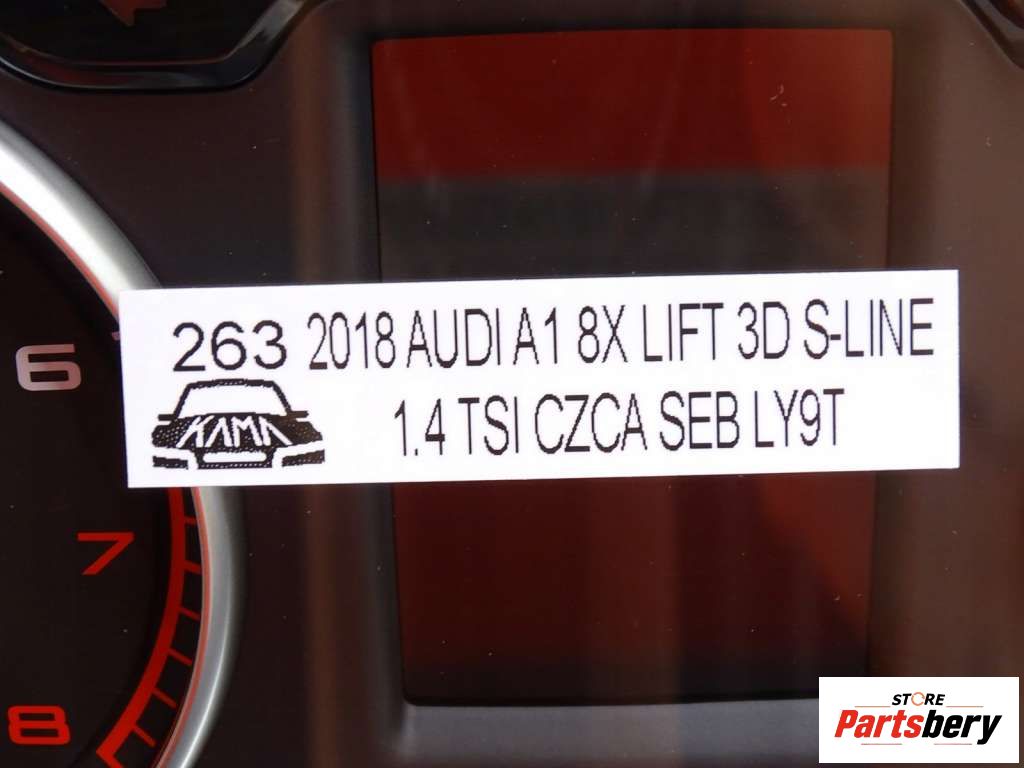 263 2018 AUDI A1 8X LIFT 3D S-LINE
KAMA 1.4 TSI CZCA SEB LY9T
6
7
8
STORE
Partsbery